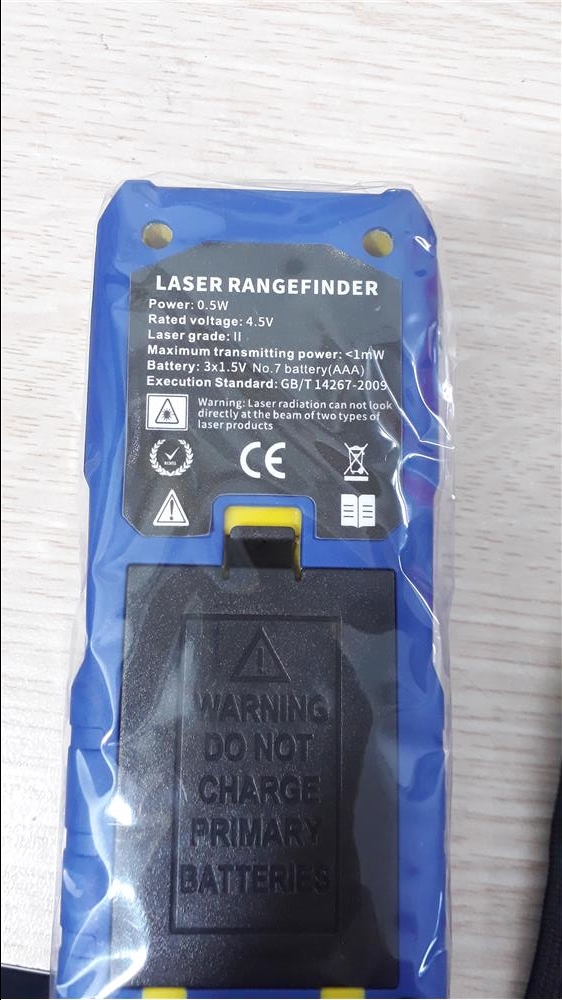 LASER RANGEFINDER
Power: 0.5W
Rated voltage: 4.5V
Laser grade: II
Maximum transmitting power: <1mW
Battery: 3x1.5V No.7 battery(AAA)
Execution Standard: GB/T 14267-2009
Warning: Laser radiation can not look
directly at the beam of two types of
laser products
CE
WARNING
DO NOT
CHARGE
PRIMARY
BATTERIES